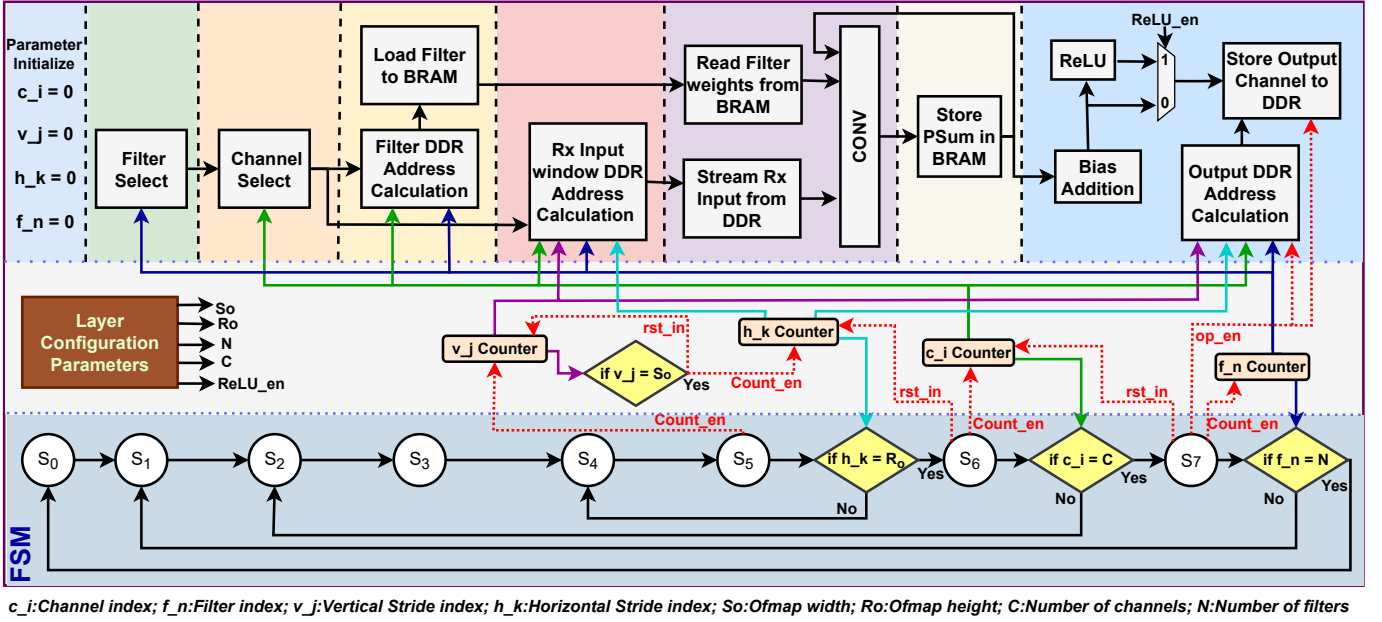 Parameter
Initialize
c_i = 0
v_j = 0
h_k = 0
f_n = 0
Filter
Select
Channel
Select
Load Filter
to BRAM
Filter DDR
Address
Calculation
Rx Input
window DDR
Address
Calculation
Read Filter
weights from
BRAM
Stream Rx
Input from
DDR
CONV
Store
PSum in
BRAM
ReLU_en
ReLU
1
0
Bias
Addition
Store Output
Channel to
DDR
Output DDR
Address
Calculation
Layer
Configuration
Parameters
So
Ro
N
C
ReLU_en
v_j Counter
rst_in
if v_j = So
Yes
h_k Counter
Count_en
rst_in
c_i Counter
rst_in
op_en
f_n Counter
Count_en
Count_en
Count_en
S0
S1
S2
S3
S4
S5
if h_k = Ro
Yes
No
S6
if c_i = C
Yes
No
S7
if f_n = N
Yes
No
FSM
c_i:Channel index; f_n:Filter index; v_j:Vertical Stride index; h_k:Horizontal Stride index; So:Ofmap width; Ro:Ofmap height; C:Number of channels; N:Number of filters